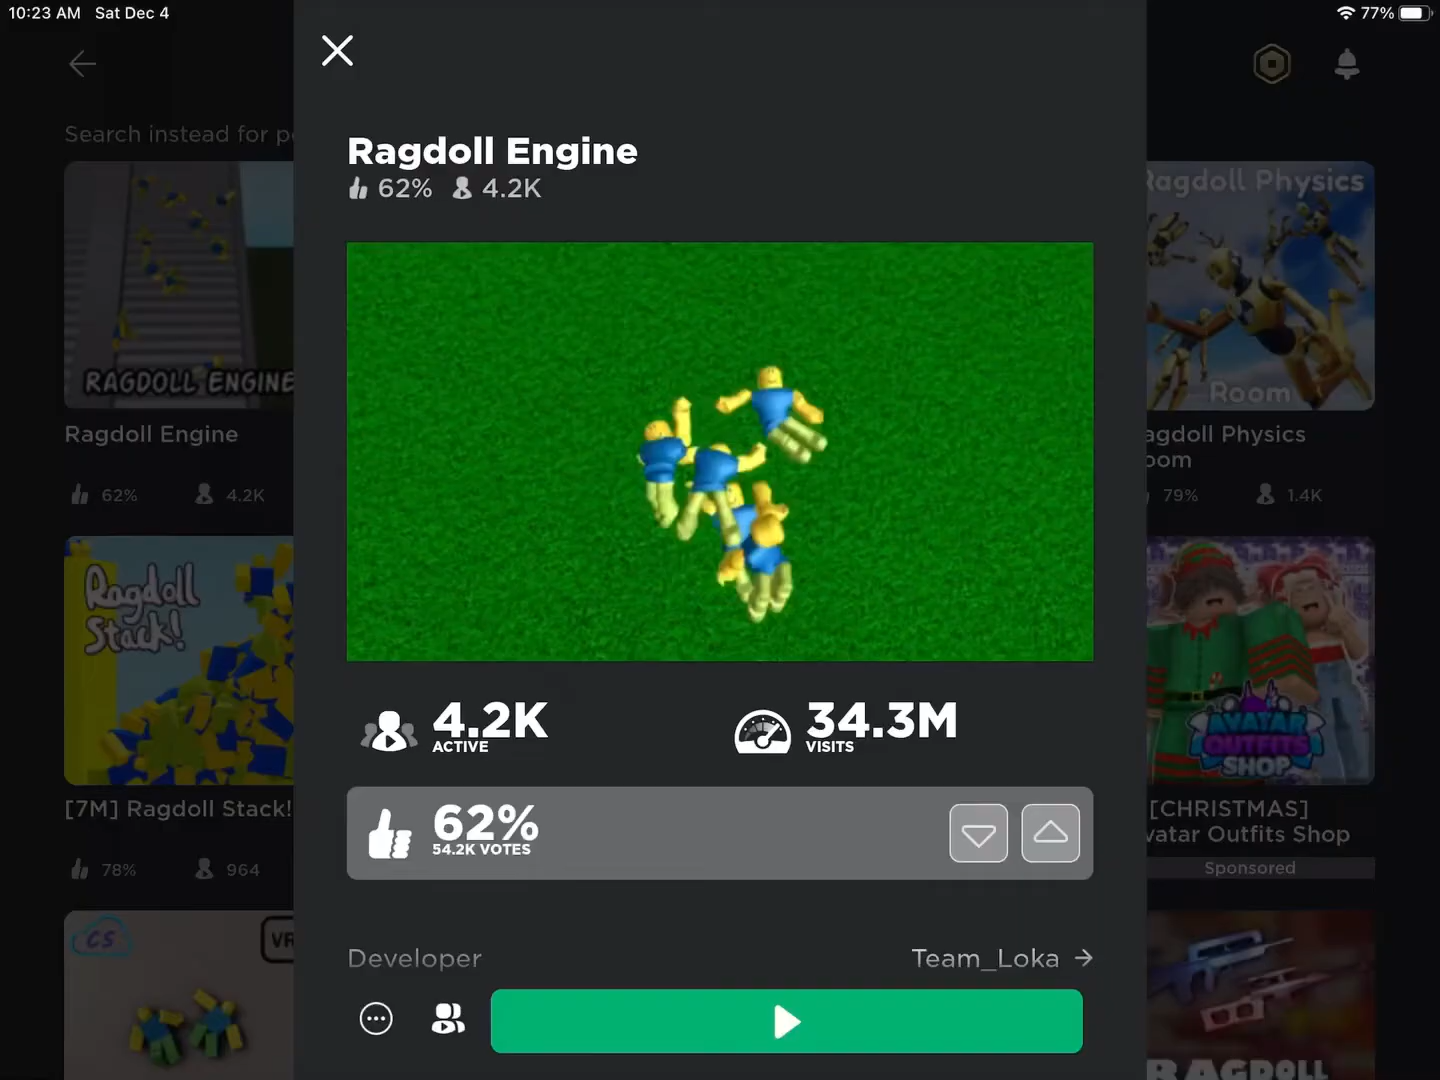 10:23 AM Sat Dec 4
77%
Search instead for p
Ragdoll Engine
62% 4.2K
RAGDOLL ENGINE
Ragdoll Engine
62% 4.2K
Ragdoll Stack!
[7M] Ragdoll Stack!
78% 964
CS
VR
4.2K
ACTIVE
34.3M
VISITS
62%
54.2K VOTES
Developer
Team_Loka
Ragdoll Physics
Room
agdoll Physics
oom
79% 1.4K
AVATAR
OUTFITS
SHOP
[CHRISTMAS]
vatar Outfits Shop
Sponsored
RAGDOLL